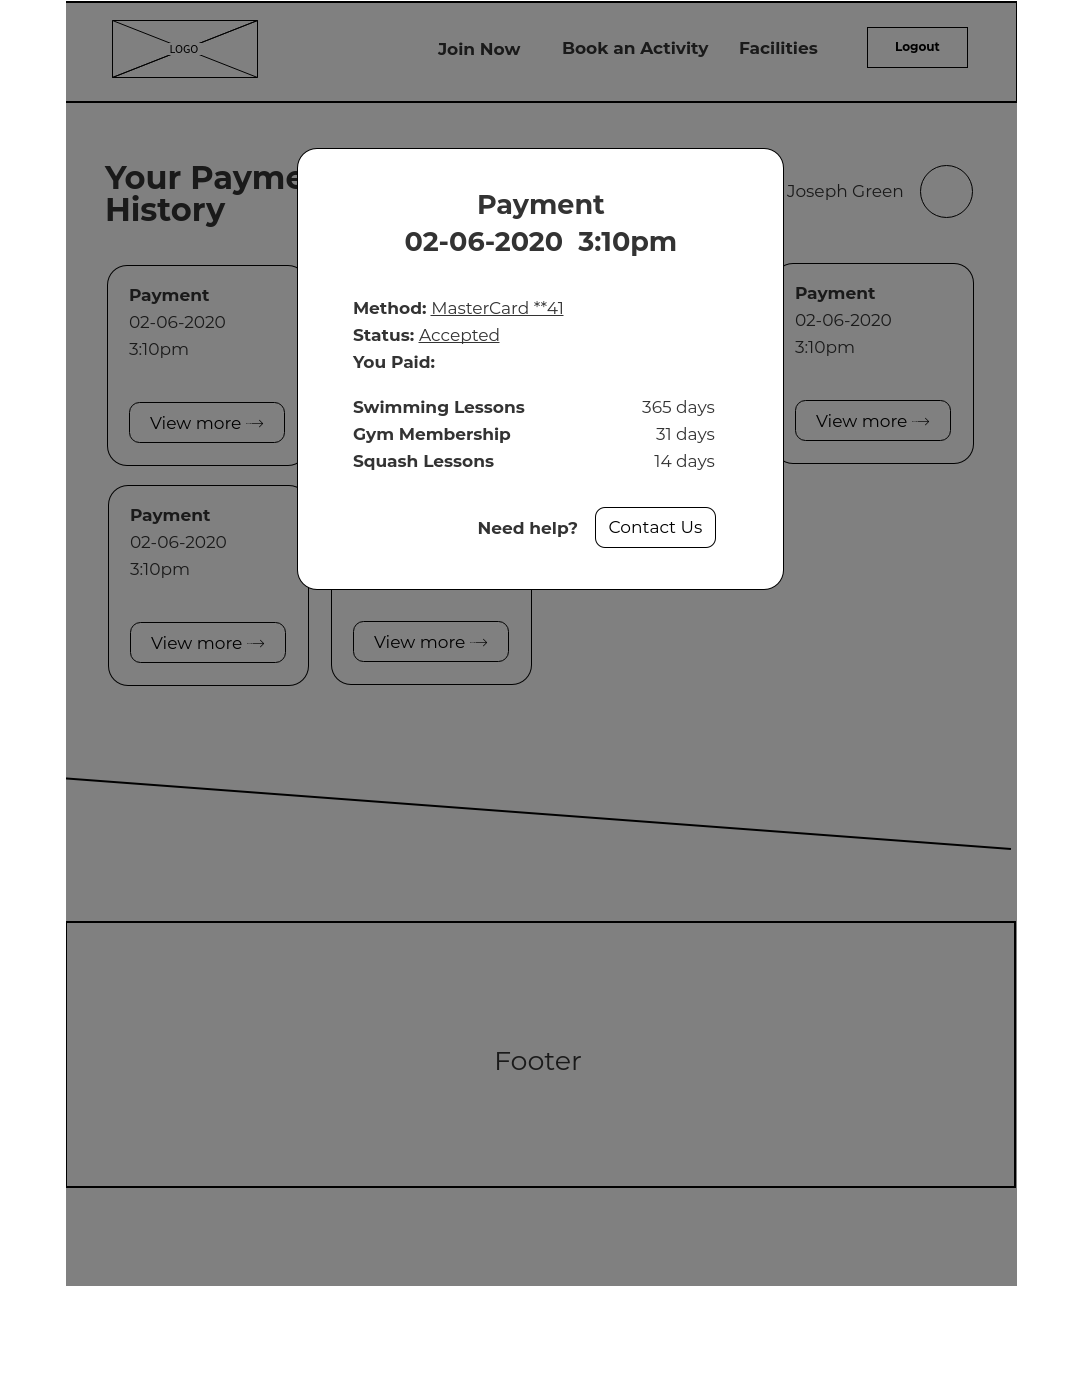 LOGO
Join Now
Book an Activity
Facilities
Logout
Your Payme
History
Joseph Green
Payment
02-06-2020
3:10pm
View more →
Payment
02-06-2020 3:10pm
Method: MasterCard **41
Status: Accepted
You Paid:
Swimming Lessons 365 days
Gym Membership 31 days
Squash Lessons 14 days
Need help? Contact Us
Payment
02-06-2020
3:10pm
View more →
Payment
02-06-2020
3:10pm
View more →
View more →
Footer